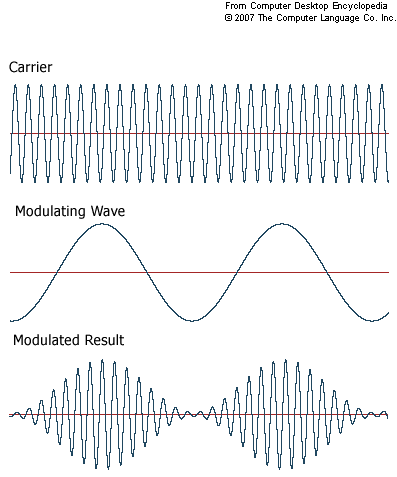 From Computer Desktop Encyclopedia
© 2007 The Computer Language Co. Inc.
Carrier
Modulating Wave
Modulated Result